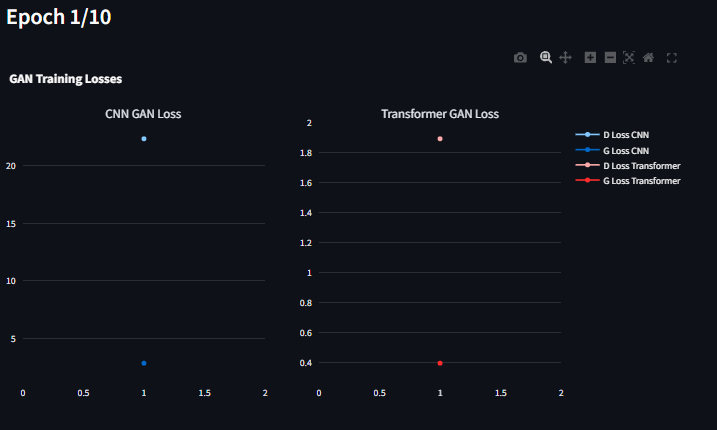 Epoch 1/10
GAN Training Losses
CNN GAN Loss
20
15
10
5
0 0.5 1 1.5 2
Transformer GAN Loss
2
1.8
1.6
1.4
1.2
1
0.8
0.6
0.4
0 0.5 1 1.5 2
D Loss CNN
G Loss CNN
D Loss Transformer
G Loss Transformer